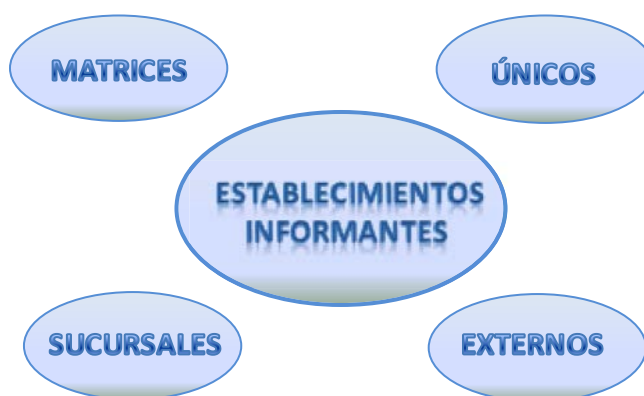 MATRICES
ÚNICOS
ESTABLECIMIENTOS
INFORMANTES
SUCURSALES
EXTERNOS